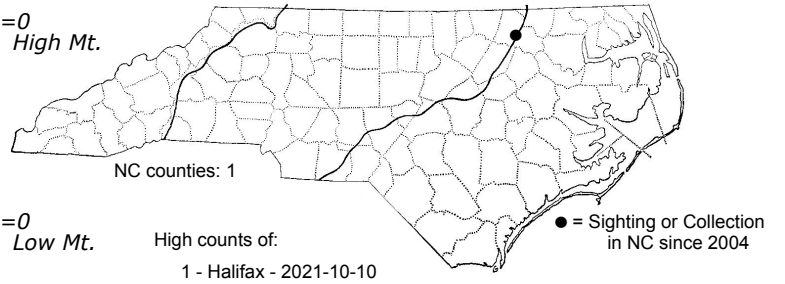 =0
High Mt.
NC counties: 1
=0
Low Mt.
High counts of:
1 - Halifax - 2021-10-10
● = Sighting or Collection
in NC since 2004